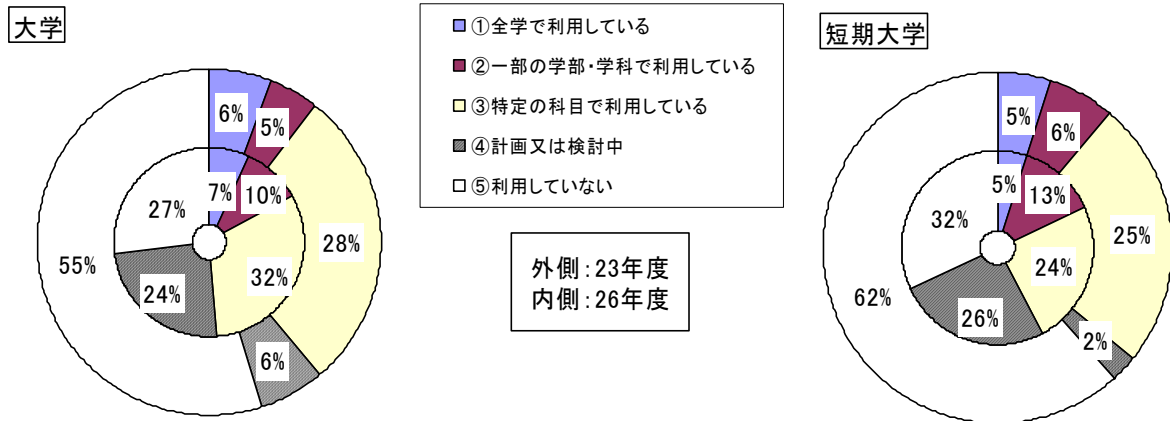 大学
6%
5%
28%
6%
55%
7%
10%
32%
24%
27%
①全学で利用している
②一部の学部・学科で利用している
③特定の科目で利用している
④計画又は検討中
⑤利用していない
外側：23年度
内側：26年度
短期大学
5%
6%
25%
2%
62%
5%
13%
24%
26%
32%